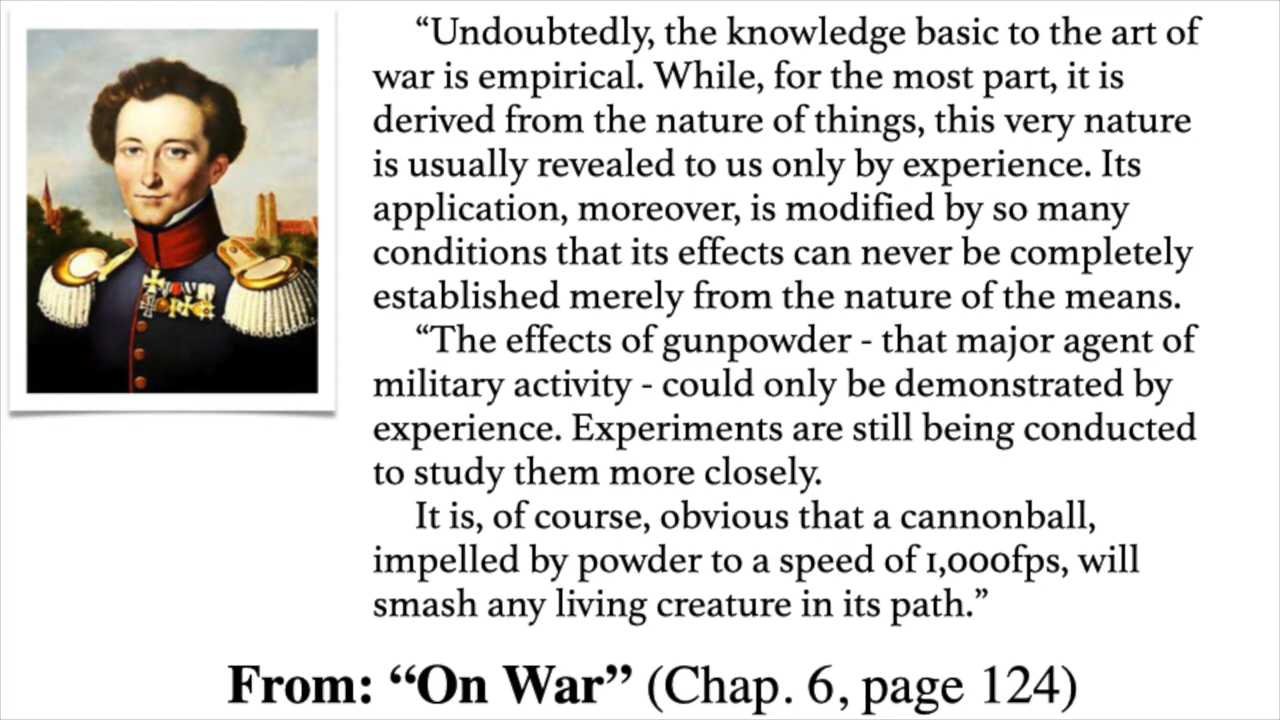 “Undoubtedly, the knowledge basic to the art of
war is empirical. While, for the most part, it is
derived from the nature of things, this very nature
is usually revealed to us only by experience. Its
application, moreover, is modified by so many
conditions that its effects can never be completely
established merely from the nature of the means.
“The effects of gunpowder - that major agent of
military activity - could only be demonstrated by
experience. Experiments are still being conducted
to study them more closely.
It is, of course, obvious that a cannonball,
impelled by powder to a speed of 1,000fps, will
smash any living creature in its path.”
From: “On War” (Chap. 6, page 124)